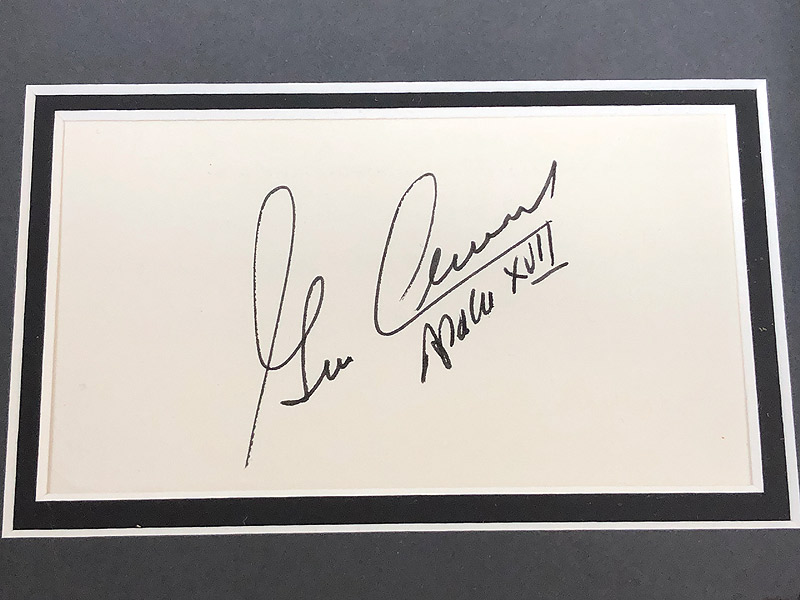 Gene Cernan
Apollo XVII